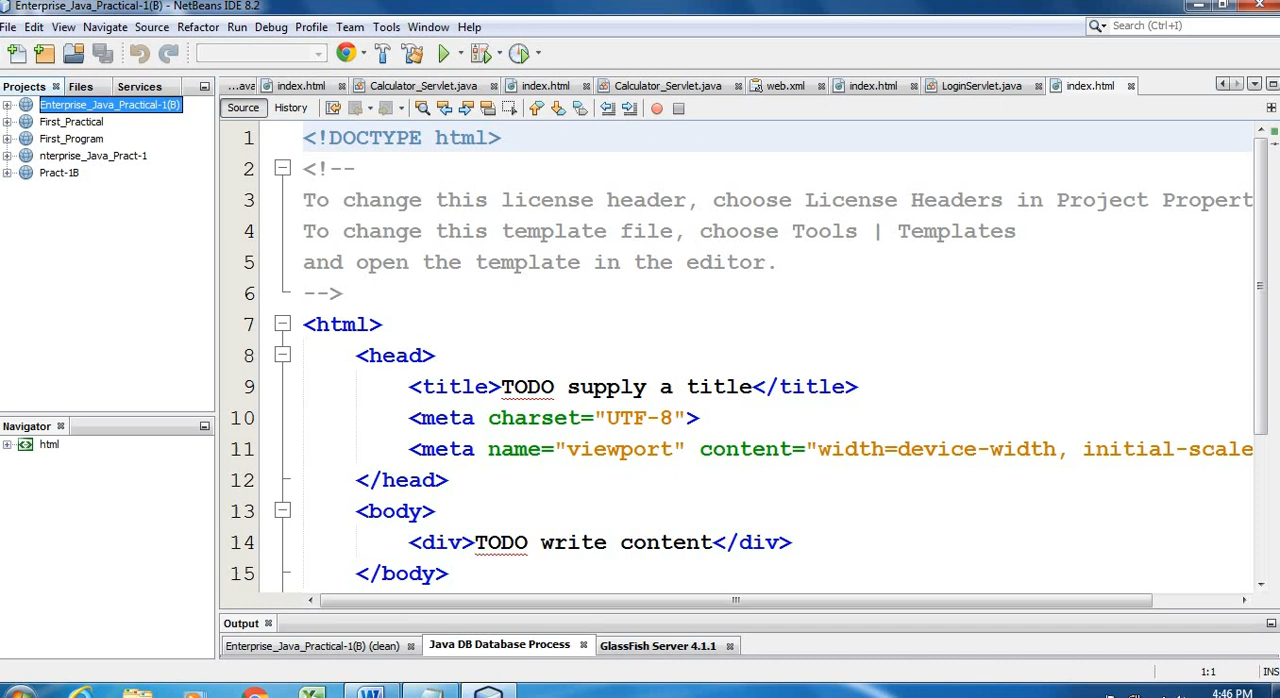 Enterprise_Java_Practical-1(B) - NetBeans IDE 8.2
File Edit View Navigate Source Refactor Run Debug Profile Team Tools Window Help
Search (Ctrl+I)
Projects Files Services
...ava index.html Calculator_Servlet.java index.html Calculator_Servlet.java web.xml index.html LoginServlet.java index.html
Source History
Enterprise_Java_Practical-1(B)
First_Practical
First_Program
nterprise_Java_Pract-1
Pract-1B
Navigator
html
1 <!DOCTYPE html>
2 <!--
3 To change this license header, choose License Headers in Project Propert
4 To change this template file, choose Tools | Templates
5 and open the template in the editor.
6 -->
7 <html>
8 <head>
9 <title>TODO supply a title</title>
10 <meta charset="UTF-8">
11 <meta name="viewport" content="width=device-width, initial-scale
12 </head>
13 <body>
14 <div>TODO write content</div>
15 </body>
Output
Enterprise_Java_Practical-1(B) (clean) Java DB Database Process GlassFish Server 4.1.1
1:1 INS
4:46 PM